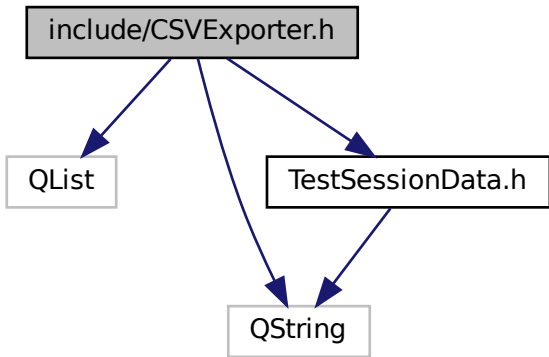 include/CSVExporter.h
QList
TestSessionData.h
QString